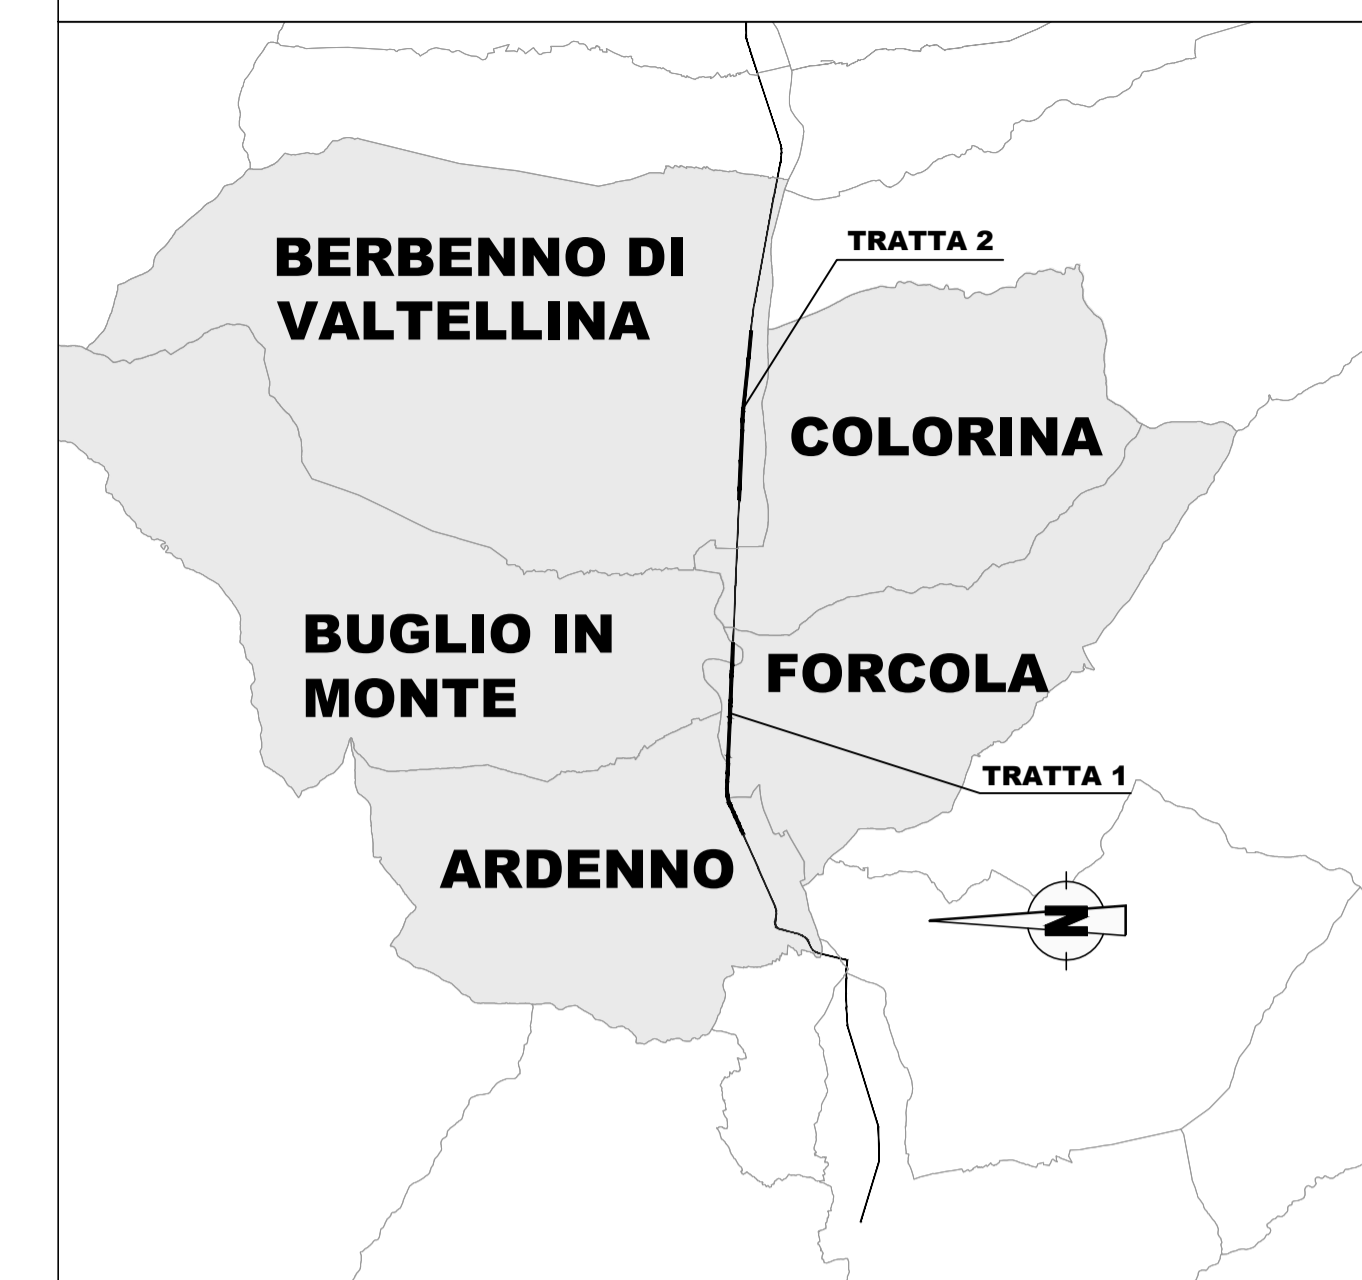 TRATTA 2
BERBENNO DI
VALTELLINA
COLORINA
BUGLIO IN
MONTE
FORCOLA
TRATTA 1
ARDENNO
N